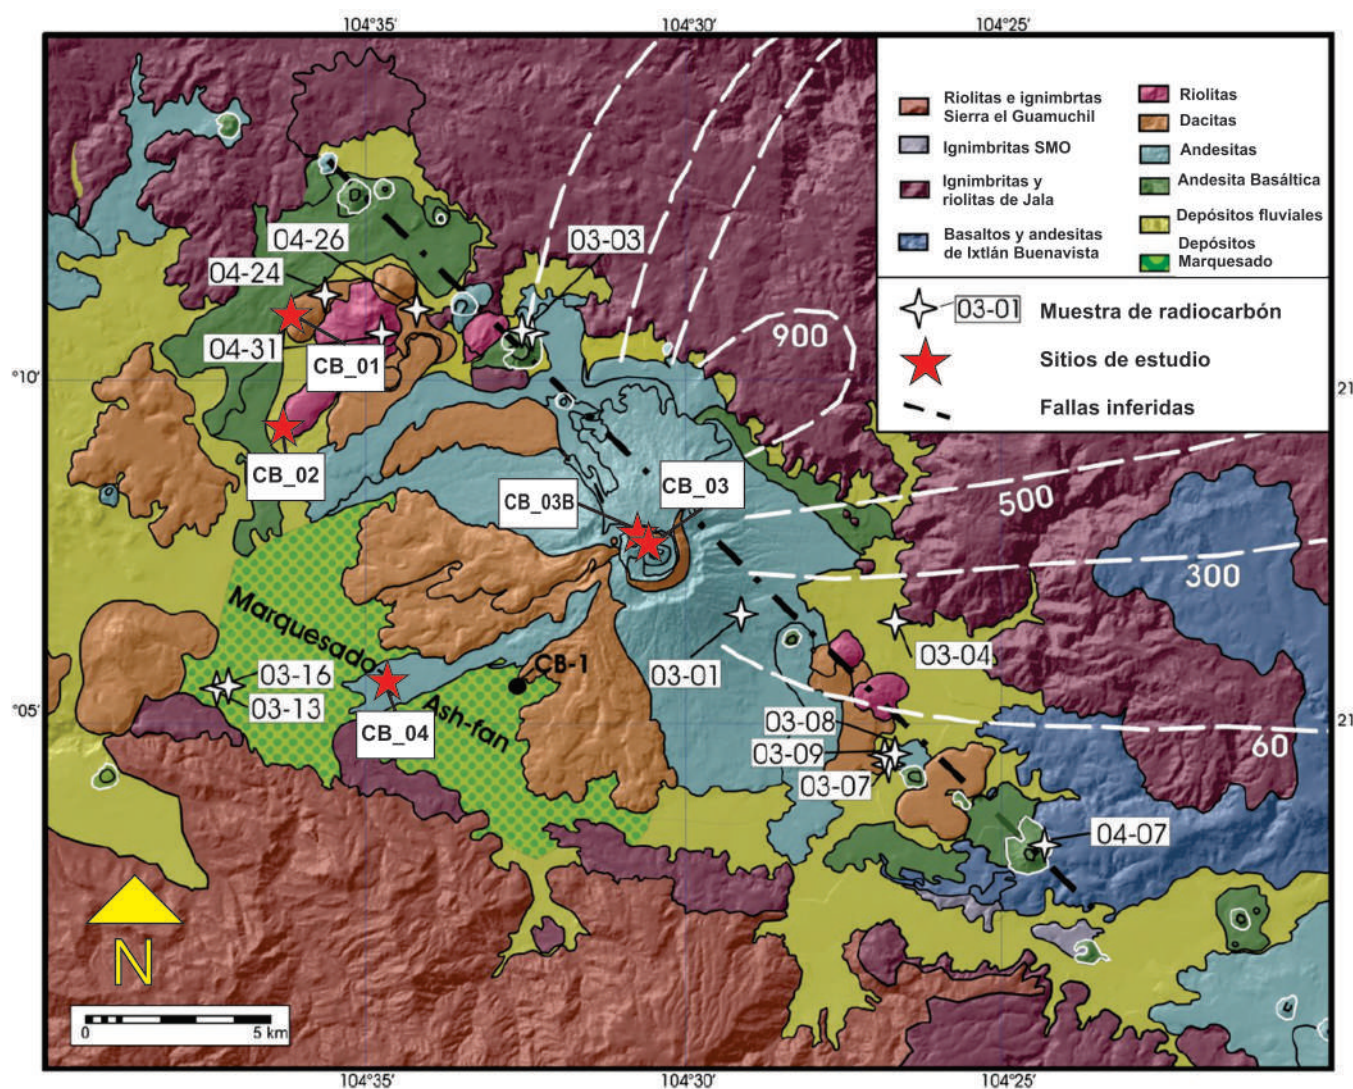 104°35'
104°30'
104°25'
Riolitas e ignimbrtas
Sierra el Guamuchil
Ignimbritas SMO
Ignimbritas y
riolitas de Jala
Basaltos y andesitas
de Ixtlán Buenavista
Riolitas
Dacitas
Andesitas
Andesita Basáltica
Depósitos fluviales
Depósitos
Marquesado
03-01
Muestra de radiocarbón
Sitios de estudio
Fallas inferidas
04-26
03-03
04-24
04-31
CB_01
900
°10'
21
CB_02
CB_03B
CB_03
500
300
Marquesado
Ash-fan
CB-1
03-01
03-04
03-16
03-13
CB_04
°05'
21
03-08
03-09
03-07
60
04-07
N
0
5 km
104°35'
104°30'
104°25'